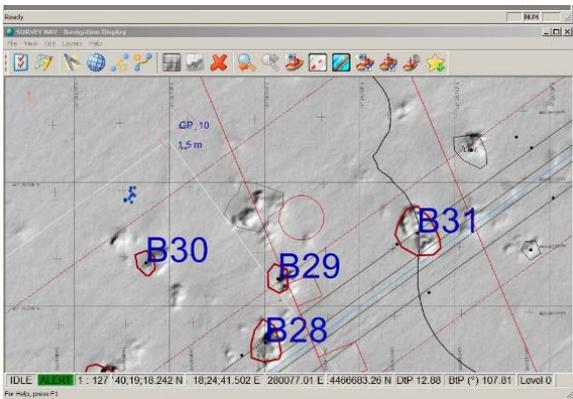 Ready
NUM
SURVEY NAV - Navigation Display
File View Edit Layers Help
GP_10
1,5 m
B31
B30
B29
B28
IDLE ALERT 1 : 127 '40;19;18.242 N 18;24;41.502 E 280077.01 E 4466683.26 N DtP 12.88 BtP (°) 107.81 Level 0
For Help, press F1